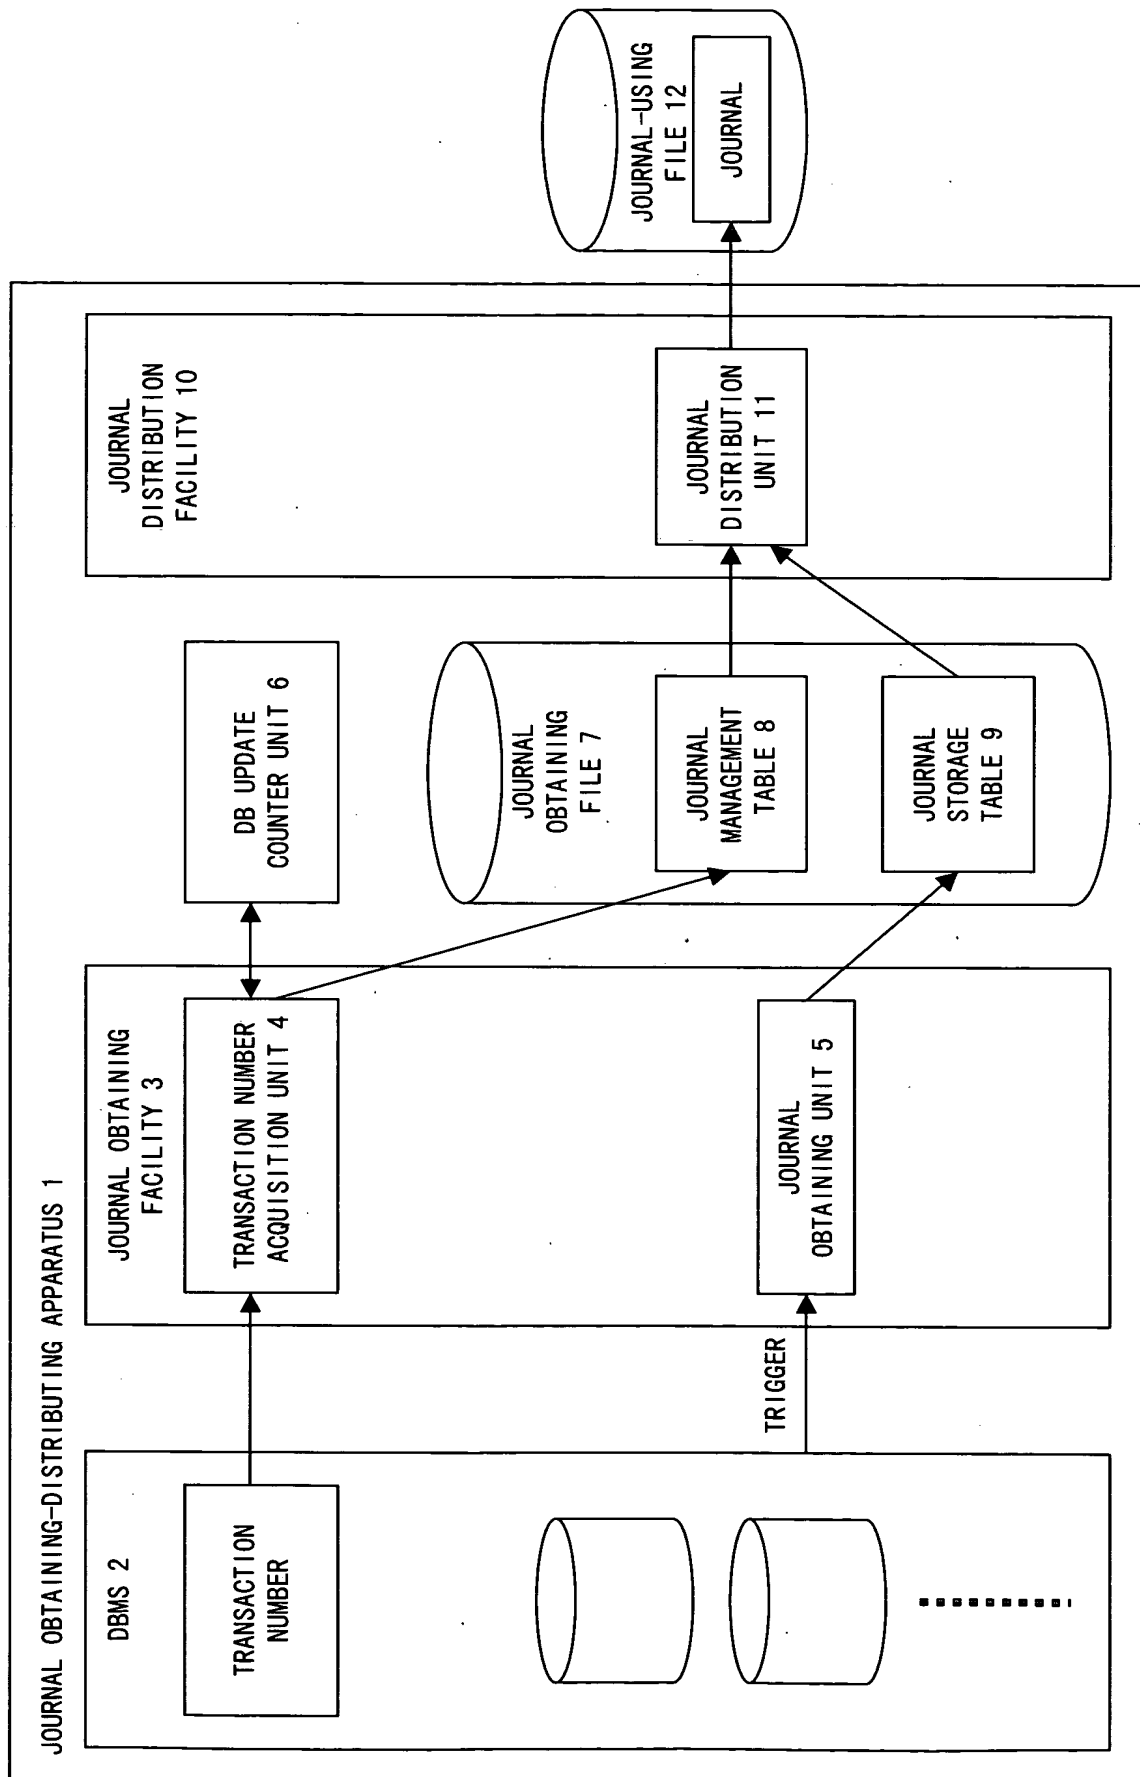 JOURNAL OBTAINING-DISTRIBUTING APPARATUS 1
DBMS 2
TRANSACTION
NUMBER
TRIGGER
JOURNAL OBTAINING
FACILITY 3
TRANSACTION NUMBER
ACQUISITION UNIT 4
JOURNAL
OBTAINING UNIT 5
DB UPDATE
COUNTER UNIT 6
JOURNAL
OBTAINING
FILE 7
JOURNAL
MANAGEMENT
TABLE 8
JOURNAL
STORAGE
TABLE 9
JOURNAL
DISTRIBUTION
FACILITY 10
JOURNAL
DISTRIBUTION
UNIT 11
JOURNAL-USING
FILE 12
JOURNAL